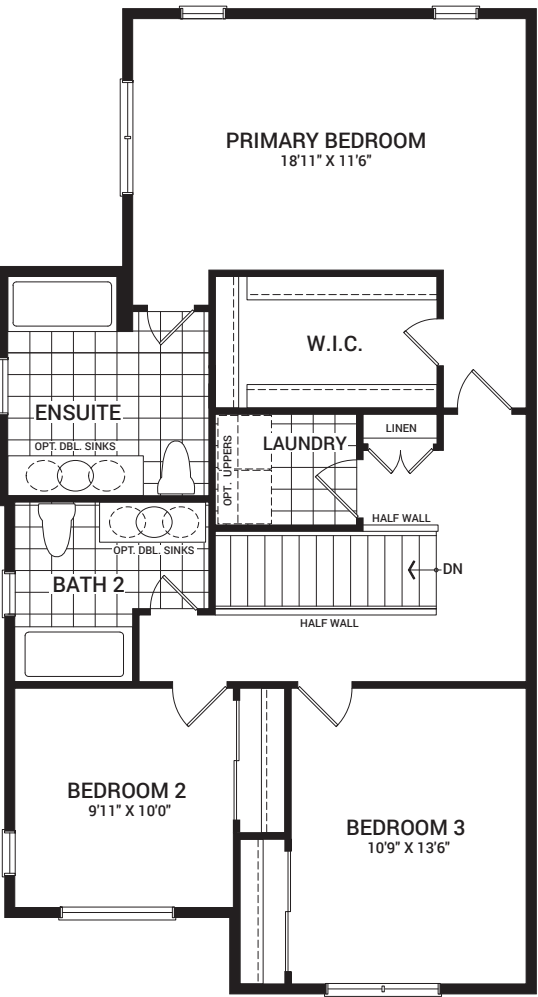 PRIMARY BEDROOM
18'11" X 11'6"
W.I.C.
ENSUITE
OPT. DBL. SINKS
OPT. UPPERS
LAUNDRY
LINEN
HALF WALL
OPT. DBL. SINKS
BATH 2
DN
HALF WALL
BEDROOM 2
9'11" X 10'0"
BEDROOM 3
10'9" X 13'6"